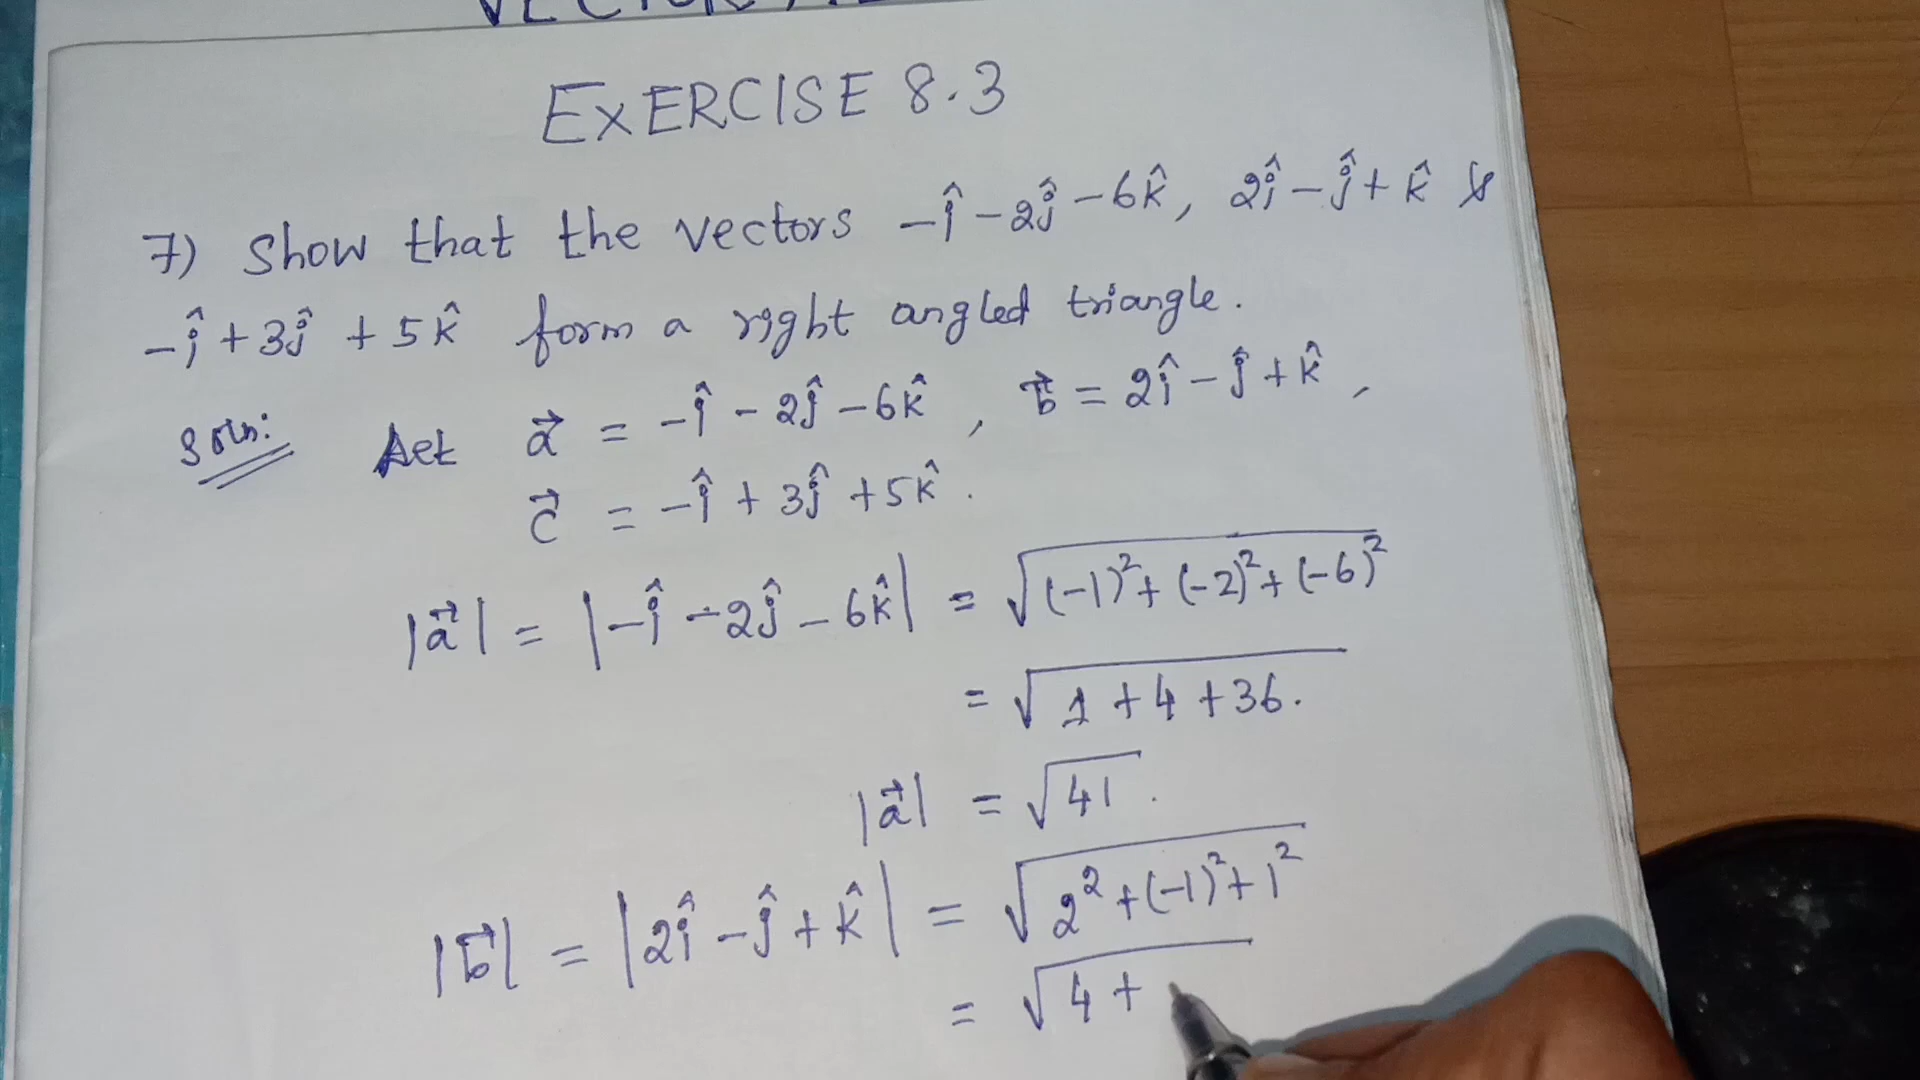 EXERCISE 8.3
7) Show that the vectors -î - 2ĵ - 6k̂, 2î - ĵ + k̂ &
-î + 3ĵ + 5k̂ form a right angled triangle.
Soln: Let a⃗ = -î - 2ĵ - 6k̂, b⃗ = 2î - ĵ + k̂,
c⃗ = -î + 3ĵ + 5k̂.
|a⃗| = |-î - 2ĵ - 6k̂| = √((-1)² + (-2)² + (-6)²)
= √(1 + 4 + 36).
|a⃗| = √41.
|b⃗| = |2î - ĵ + k̂| = √(2² + (-1)² + 1²)
= √(4 +